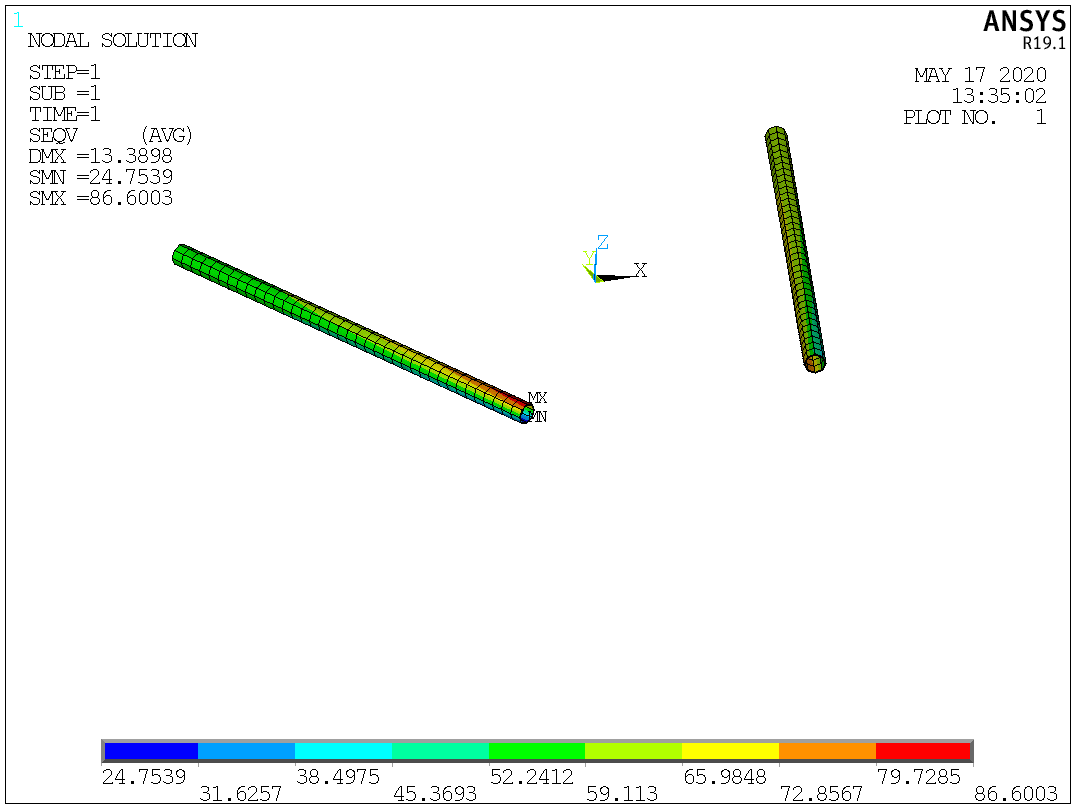 1
NODAL SOLUTION
STEP=1
SUB =1
TIME=1
SEQV (AVG)
DMX =13.3898
SMN =24.7539
SMX =86.6003
ANSYS
R19.1
MAY 17 2020
13:35:02
PLOT NO. 1
Z
Y
X
MX
MN
24.7539 38.4975 52.2412 65.9848 79.7285
31.6257 45.3693 59.113 72.8567 86.6003